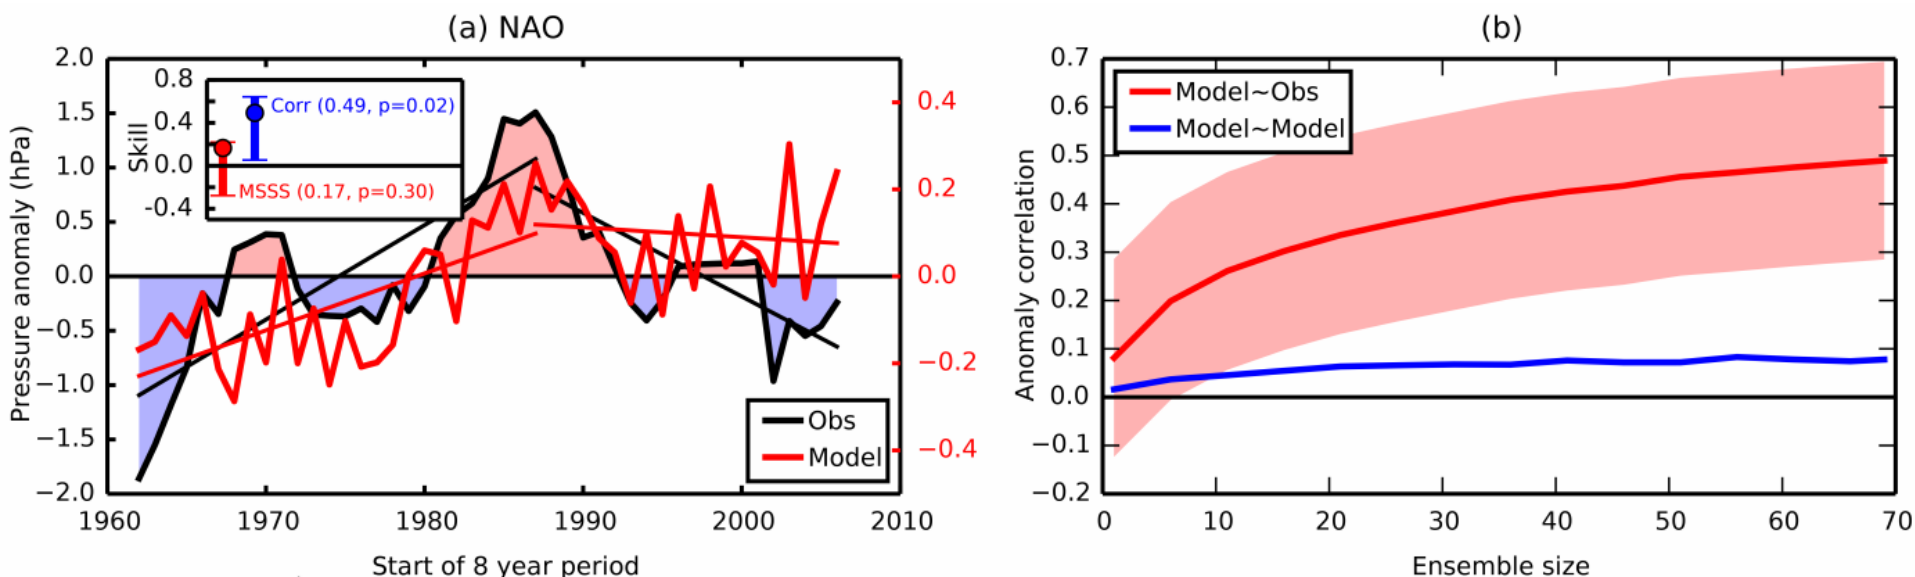 (a) NAO
Pressure anomaly (hPa)
2.0
1.5
1.0
0.5
0.0
−0.5
−1.0
−1.5
−2.0
Skill
0.8
0.4
0.0
-0.4
Corr (0.49, p=0.02)
MSSS (0.17, p=0.30)
Obs
Model
0.4
0.2
0.0
−0.2
−0.4
1960 1970 1980 1990 2000 2010
Start of 8 year period
(b)
Anomaly correlation
0.7
0.6
0.5
0.4
0.3
0.2
0.1
0.0
−0.1
−0.2
Model~Obs
Model~Model
0 10 20 30 40 50 60 70
Ensemble size